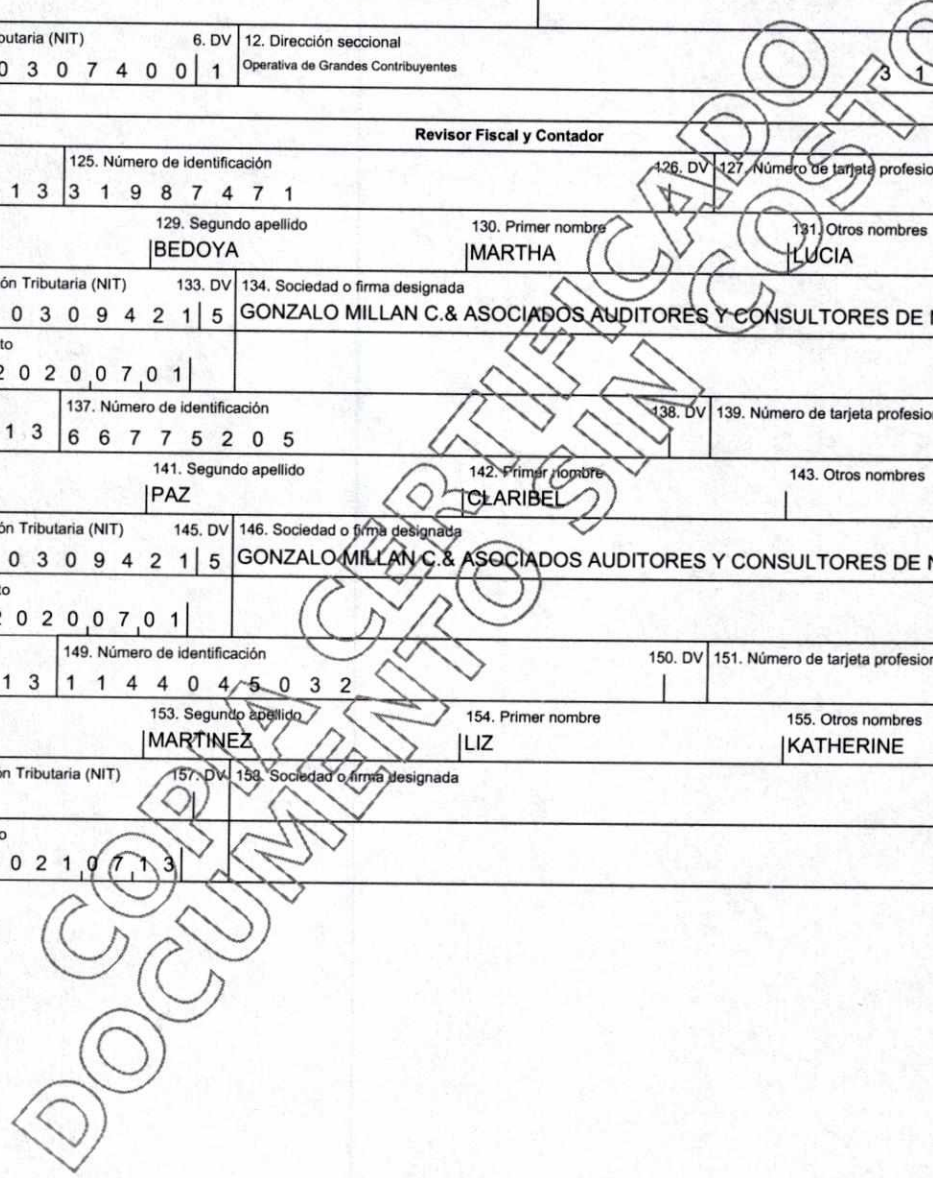 butaria (NIT) 6. DV 12. Dirección seccional
0 3 0 7 4 0 0 1 Operativa de Grandes Contribuyentes 3 1
Revisor Fiscal y Contador
125. Número de identificación 126. DV 127. Número de tarjeta profesio
1 3 3 1 9 8 7 4 7 1
129. Segundo apellido 130. Primer nombre 131. Otros nombres
BEDOYA MARTHA LUCIA
ón Tributaria (NIT) 133. DV 134. Sociedad o firma designada
0 3 0 9 4 2 1 5 GONZALO MILLAN C.& ASOCIADOS AUDITORES Y CONSULTORES DE
to
2 0 2 0 0 7 0 1
137. Número de identificación 138. DV 139. Número de tarjeta profesion
1 3 6 6 7 7 5 2 0 5
141. Segundo apellido 142. Primer nombre 143. Otros nombres
PAZ CLARIBEL
ón Tributaria (NIT) 145. DV 146. Sociedad o firma designada
0 3 0 9 4 2 1 5 GONZALO MILLAN C.& ASOCIADOS AUDITORES Y CONSULTORES DE
to
2 0 2 0 0 7 0 1
149. Número de identificación 150. DV 151. Número de tarjeta profesion
1 3 1 1 4 4 0 4 5 0 3 2
153. Segundo apellido 154. Primer nombre 155. Otros nombres
MARTINEZ LIZ KATHERINE
ón Tributaria (NIT) 157. DV 158. Sociedad o firma designada
o
0 2 1 0 7 1 3
COPIA CERTIFICADO
DOCUMENTO SIN COSTO